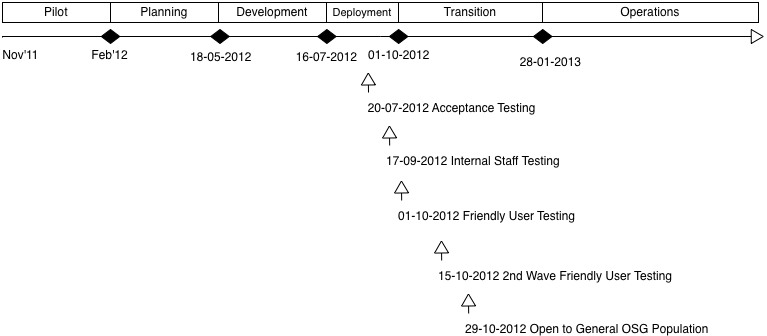 Pilot Planning Development Deployment Transition Operations
Nov'11 Feb'12 18-05-2012 16-07-2012 01-10-2012 28-01-2013
20-07-2012 Acceptance Testing
17-09-2012 Internal Staff Testing
01-10-2012 Friendly User Testing
15-10-2012 2nd Wave Friendly User Testing
29-10-2012 Open to General OSG Population